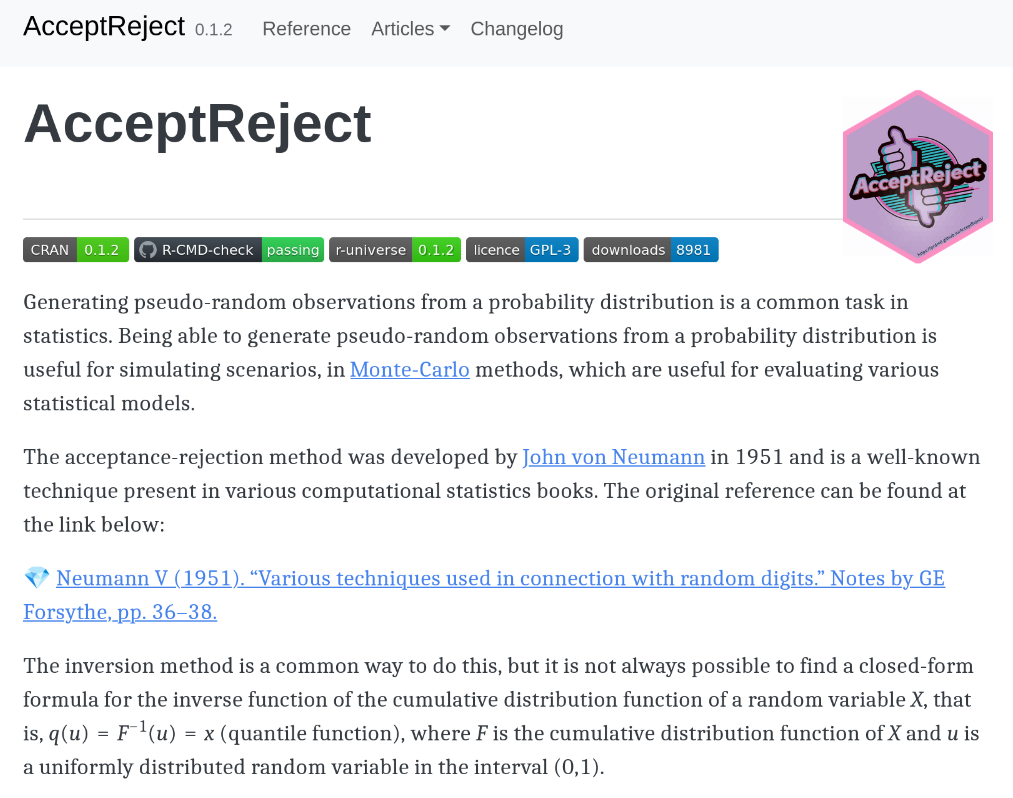 AcceptReject 0.1.2 Reference Articles Changelog
AcceptReject
AcceptReject
CRAN 0.1.2 R-CMD-check passing r-universe 0.1.2 licence GPL-3 downloads 8981
Generating pseudo-random observations from a probability distribution is a common task in
statistics. Being able to generate pseudo-random observations from a probability distribution is
useful for simulating scenarios, in Monte-Carlo methods, which are useful for evaluating various
statistical models.
The acceptance-rejection method was developed by John von Neumann in 1951 and is a well-known
technique present in various computational statistics books. The original reference can be found at
the link below:
💎 Neumann V (1951). “Various techniques used in connection with random digits.” Notes by GE
Forsythe, pp. 36–38.
The inversion method is a common way to do this, but it is not always possible to find a closed-form
formula for the inverse function of the cumulative distribution function of a random variable X, that
is, q(u) = F⁻¹(u) = x (quantile function), where F is the cumulative distribution function of X and u is
a uniformly distributed random variable in the interval (0,1).